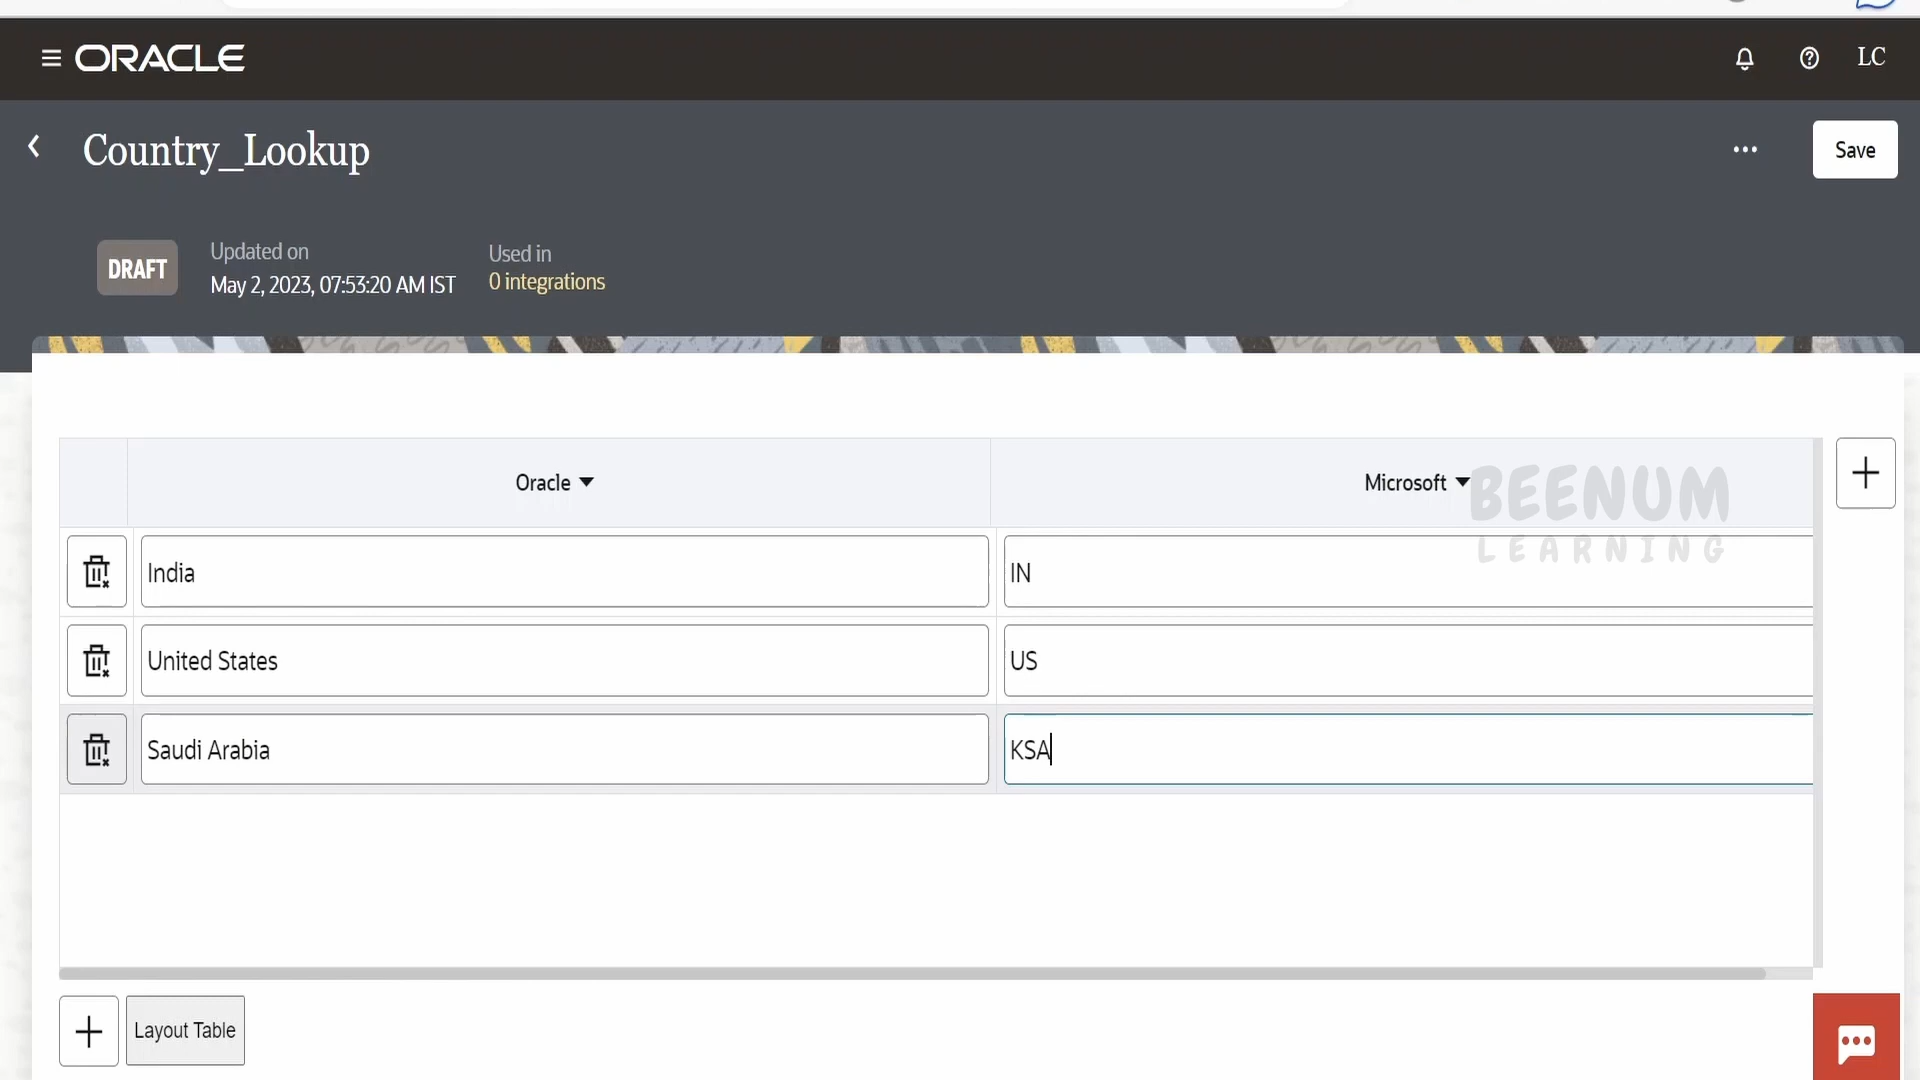 ORACLE
LC
Country_Lookup
Save
DRAFT
Updated on
May 2, 2023, 07:53:20 AM IST
Used in
0 integrations
Oracle
Microsoft
BEENUM
LEARNING
India
IN
United States
US
Saudi Arabia
KSA
Layout Table